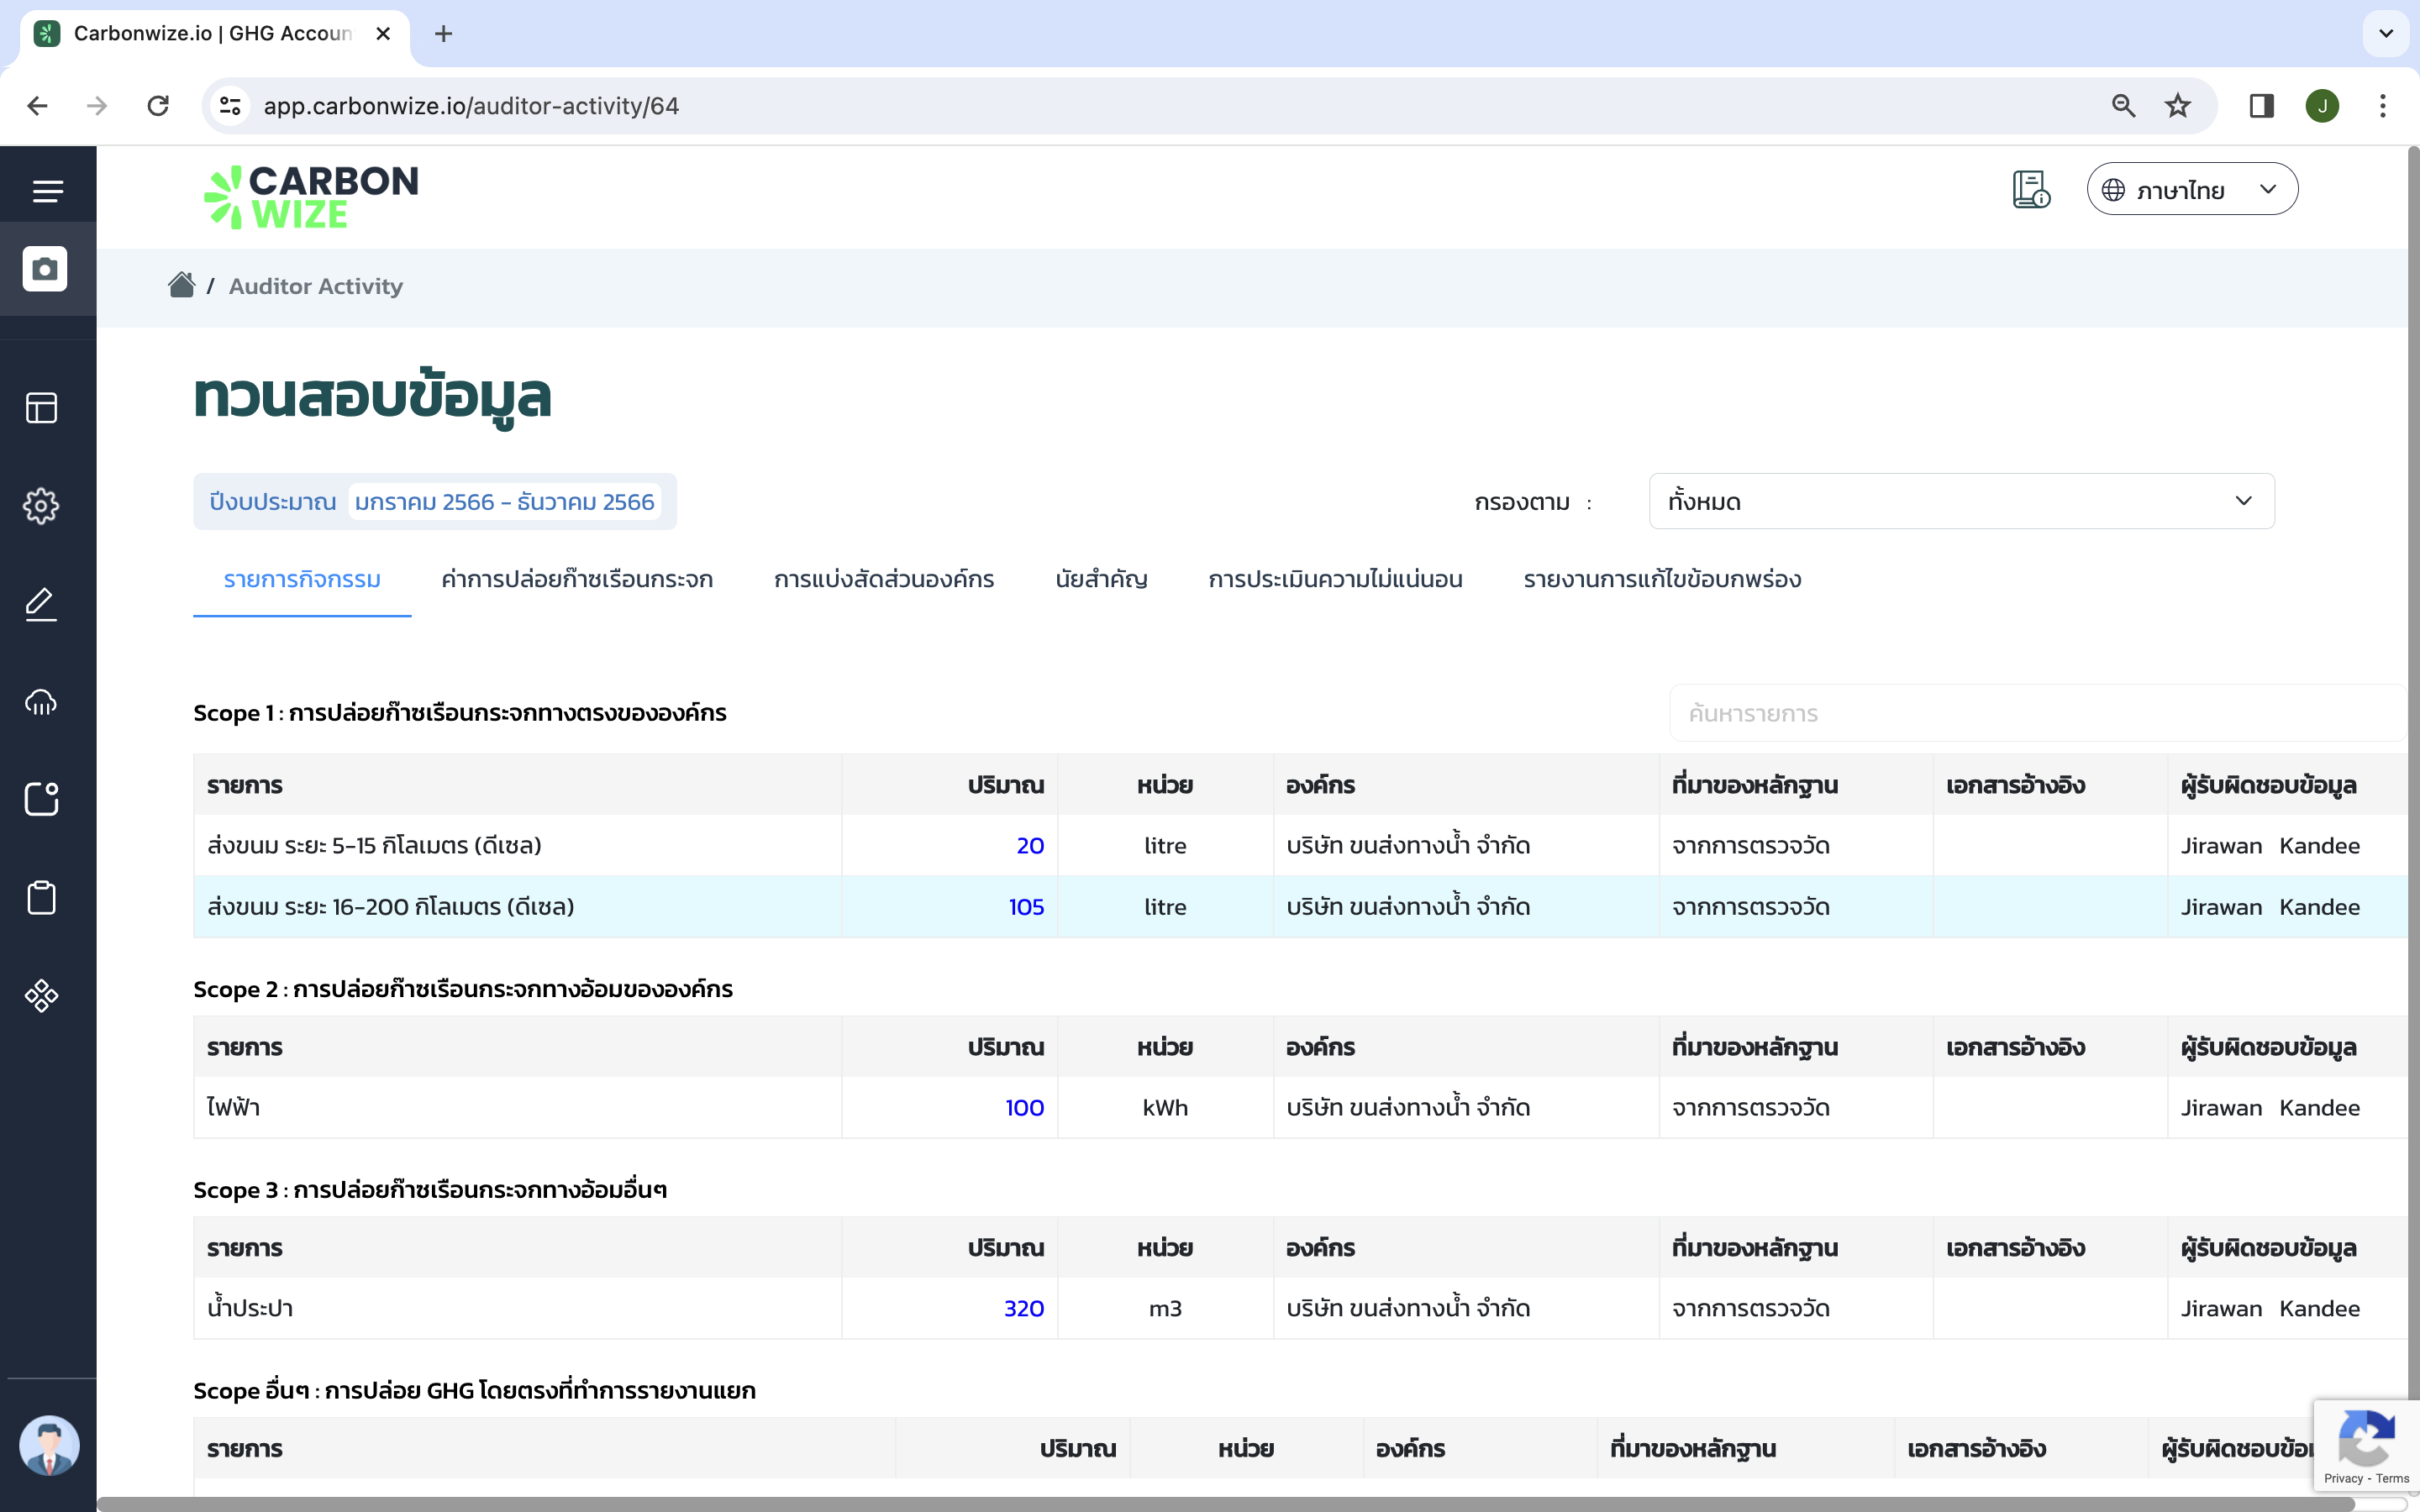 Carbonwize.io | GHG Accoun
app.carbonwize.io/auditor-activity/64
J
CARBON
WIZE
ภาษาไทย
/ Auditor Activity
ทวนสอบข้อมูล
ปีงบประมาณ มกราคม 2566 - ธันวาคม 2566
กรองตาม : ทั้งหมด
รายการกิจกรรม ค่าการปล่อยก๊าซเรือนกระจก การแบ่งสัดส่วนองค์กร นัยสำคัญ การประเมินความไม่แน่นอน รายงานการแก้ไขข้อบกพร่อง
Scope 1 : การปล่อยก๊าซเรือนกระจกทางตรงขององค์กร
ค้นหารายการ
รายการ ปริมาณ หน่วย องค์กร ที่มาของหลักฐาน เอกสารอ้างอิง ผู้รับผิดชอบข้อมูล
ส่งขนม ระยะ 5-15 กิโลเมตร (ดีเซล) 20 litre บริษัท ขนส่งทางน้ำ จำกัด จากการตรวจวัด Jirawan Kandee
ส่งขนม ระยะ 16-200 กิโลเมตร (ดีเซล) 105 litre บริษัท ขนส่งทางน้ำ จำกัด จากการตรวจวัด Jirawan Kandee
Scope 2 : การปล่อยก๊าซเรือนกระจกทางอ้อมขององค์กร
รายการ ปริมาณ หน่วย องค์กร ที่มาของหลักฐาน เอกสารอ้างอิง ผู้รับผิดชอบข้อมูล
ไฟฟ้า 100 kWh บริษัท ขนส่งทางน้ำ จำกัด จากการตรวจวัด Jirawan Kandee
Scope 3 : การปล่อยก๊าซเรือนกระจกทางอ้อมอื่นๆ
รายการ ปริมาณ หน่วย องค์กร ที่มาของหลักฐาน เอกสารอ้างอิง ผู้รับผิดชอบข้อมูล
น้ำประปา 320 m3 บริษัท ขนส่งทางน้ำ จำกัด จากการตรวจวัด Jirawan Kandee
Scope อื่นๆ : การปล่อย GHG โดยตรงที่ทำการรายงานแยก
รายการ ปริมาณ หน่วย องค์กร ที่มาของหลักฐาน เอกสารอ้างอิง ผู้รับผิดชอบข้อ
Privacy - Terms